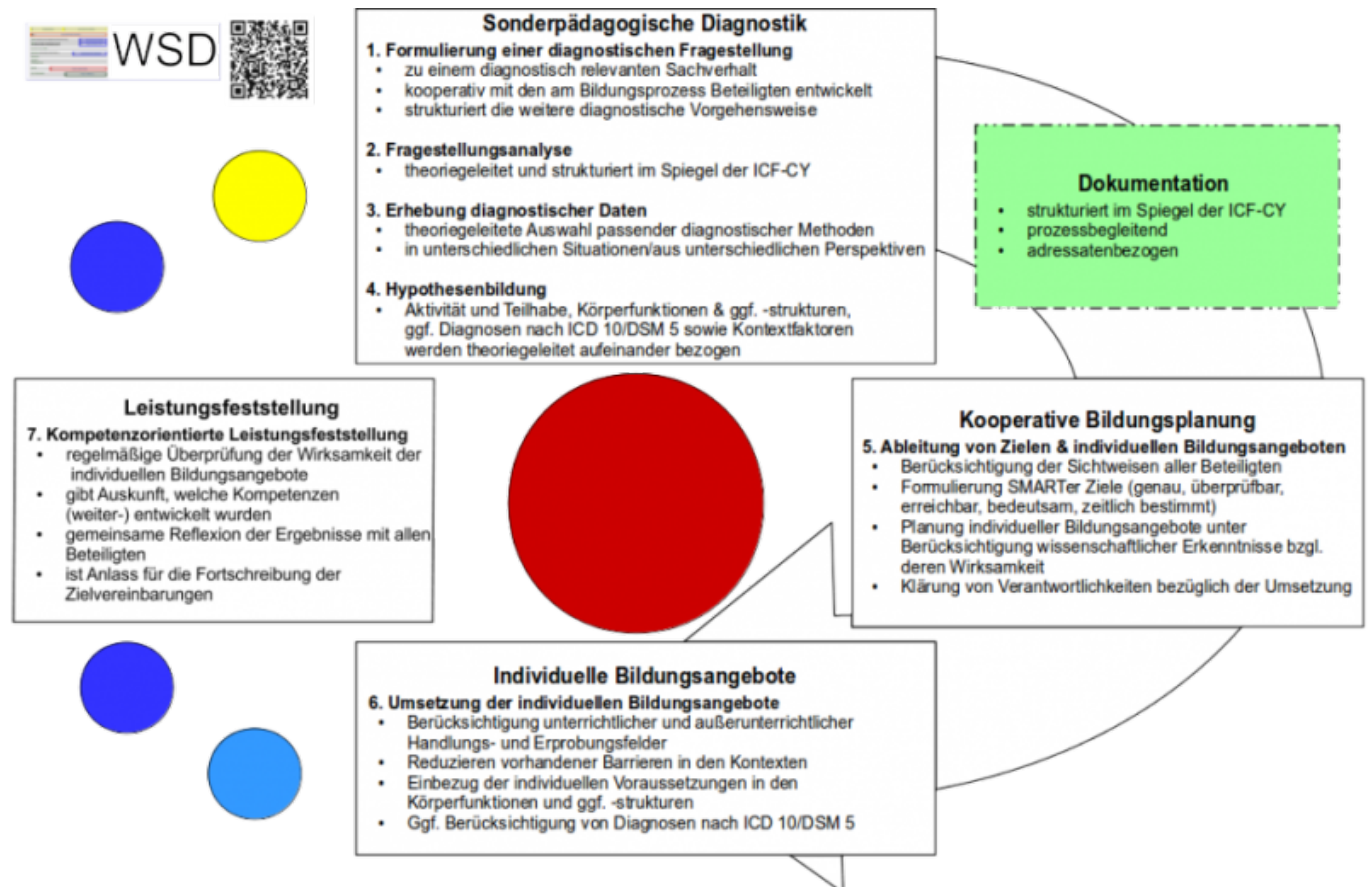 WSD
Sonderpädagogische Diagnostik
1. Formulierung einer diagnostischen Fragestellung
• zu einem diagnostisch relevanten Sachverhalt
• kooperativ mit den am Bildungsprozess Beteiligten entwickelt
• strukturiert die weitere diagnostische Vorgehensweise
2. Fragestellungsanalyse
• theoriegeleitet und strukturiert im Spiegel der ICF-CY
3. Erhebung diagnostischer Daten
• theoriegeleitete Auswahl passender diagnostischer Methoden
• in unterschiedlichen Situationen/aus unterschiedlichen Perspektiven
4. Hypothesenbildung
• Aktivität und Teilhabe, Körperfunktionen & ggf. -strukturen,
ggf. Diagnosen nach ICD 10/DSM 5 sowie Kontextfaktoren
werden theoriegeleitet aufeinander bezogen
Dokumentation
• strukturiert im Spiegel der ICF-CY
• prozessbegleitend
• adressatenbezogen
Leistungsfeststellung
7. Kompetenzorientierte Leistungsfeststellung
• regelmäßige Überprüfung der Wirksamkeit der
individuellen Bildungsangebote
• gibt Auskunft, welche Kompetenzen
(weiter-) entwickelt wurden
• gemeinsame Reflexion der Ergebnisse mit allen
Beteiligten
• ist Anlass für die Fortschreibung der
Zielvereinbarungen
Kooperative Bildungsplanung
5. Ableitung von Zielen & individuellen Bildungsangeboten
• Berücksichtigung der Sichtweisen aller Beteiligten
• Formulierung SMARTer Ziele (genau, überprüfbar,
erreichbar, bedeutsam, zeitlich bestimmt)
• Planung individueller Bildungsangebote unter
Berücksichtigung wissenschaftlicher Erkenntnisse bzgl.
deren Wirksamkeit
• Klärung von Verantwortlichkeiten bezüglich der Umsetzung
Individuelle Bildungsangebote
6. Umsetzung der individuellen Bildungsangebote
• Berücksichtigung unterrichtlicher und außerunterrichtlicher
Handlungs- und Erprobungsfelder
• Reduzieren vorhandener Barrieren in den Kontexten
• Einbezug der individuellen Voraussetzungen in den
Körperfunktionen und ggf. -strukturen
• Ggf. Berücksichtigung von Diagnosen nach ICD 10/DSM 5